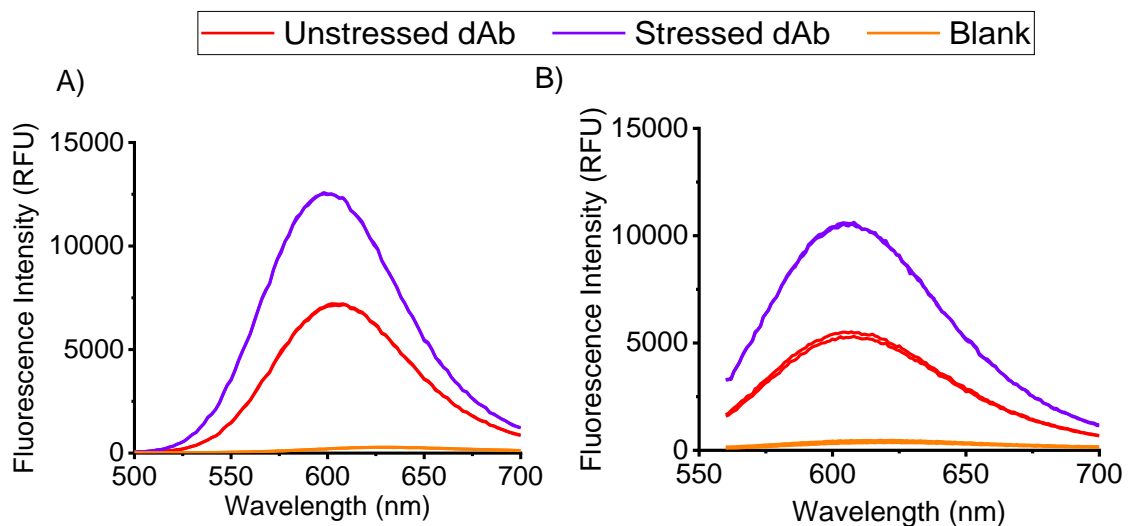 Unstressed dAb Stressed dAb Blank
A)
B)
Fluorescence Intensity (RFU)
15000
10000
5000
0
500 550 600 650 700
Wavelength (nm)
Fluorescence Intensity (RFU)
15000
10000
5000
0
550 600 650 700
Wavelength (nm)